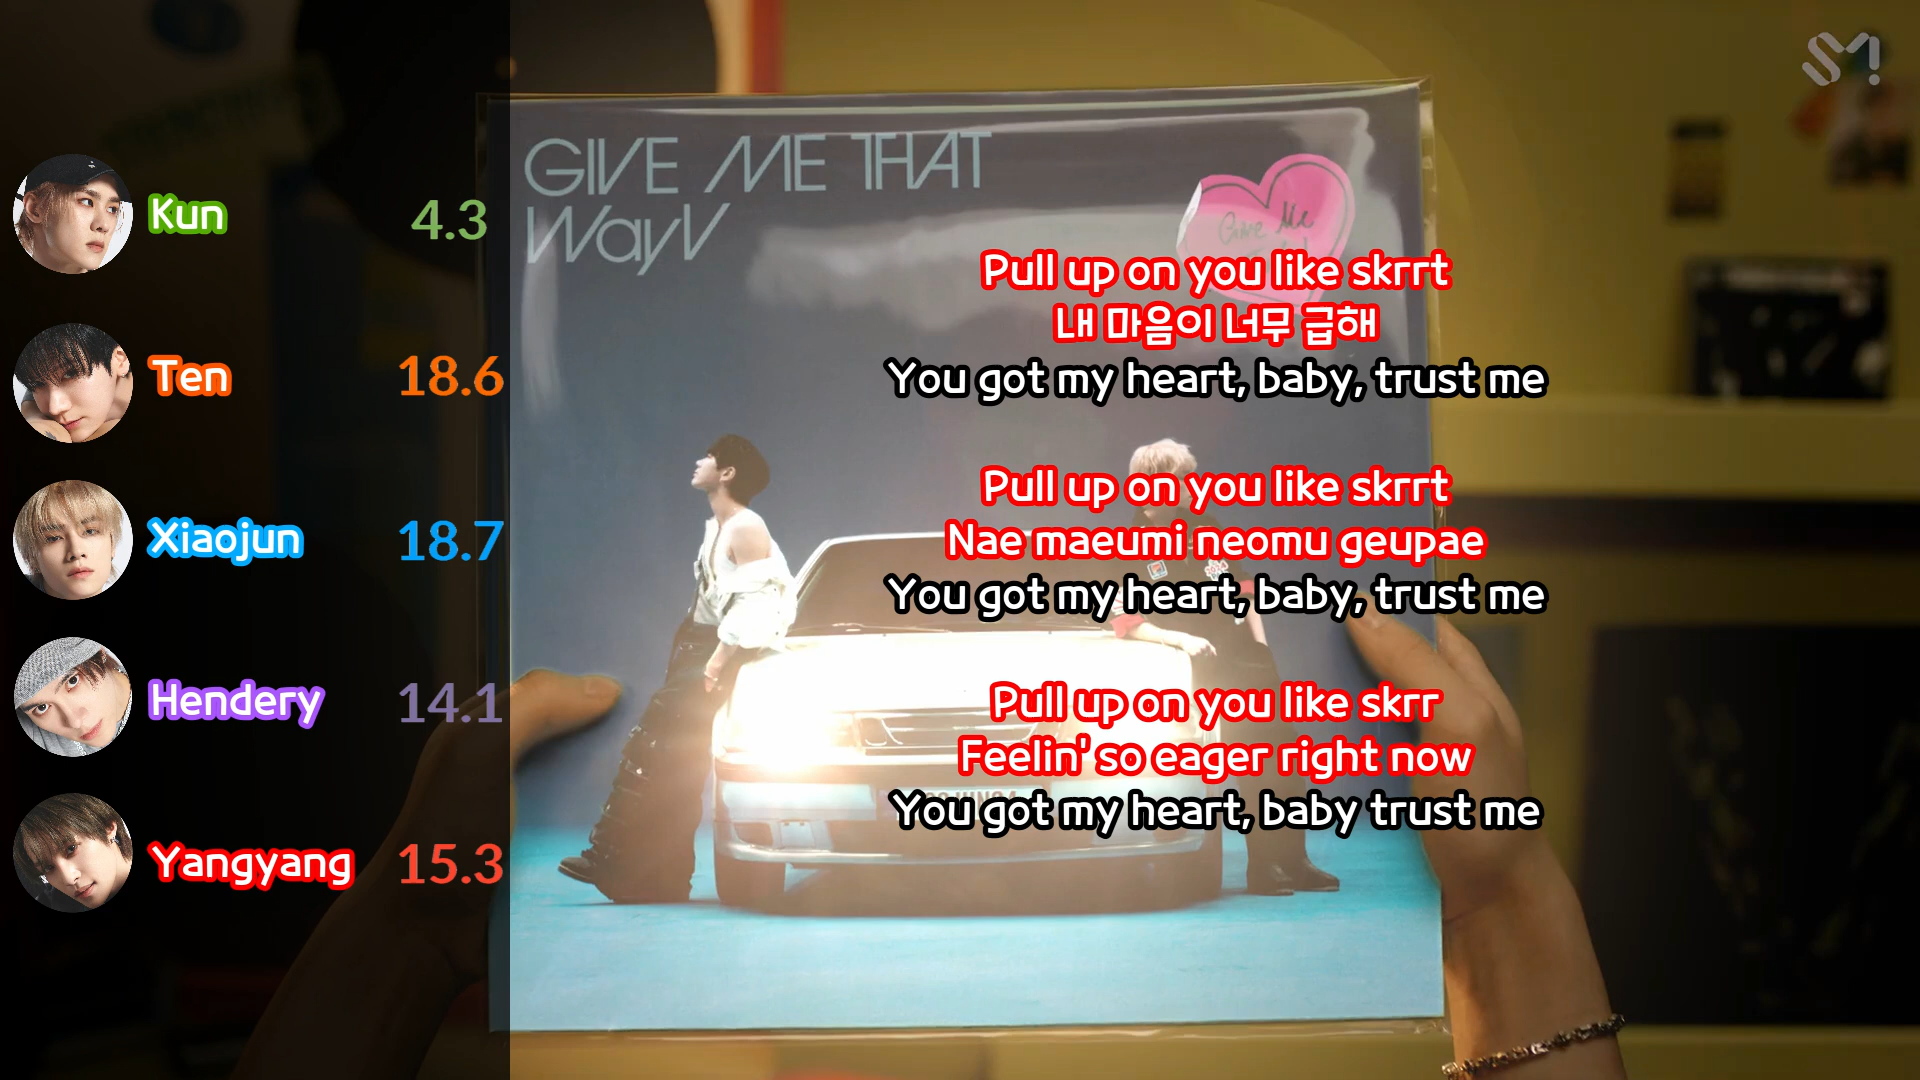 SM!
GIVE ME THAT
WayV
Give Me
Kun 4.3
Ten 18.6
Xiaojun 18.7
Hendery 14.1
Yangyang 15.3
Pull up on you like skrrt
내 마음이 너무 급해
You got my heart, baby, trust me
Pull up on you like skrrt
Nae maeumi neomu geupae
You got my heart, baby, trust me
Pull up on you like skrr
Feelin' so eager right now
You got my heart, baby trust me